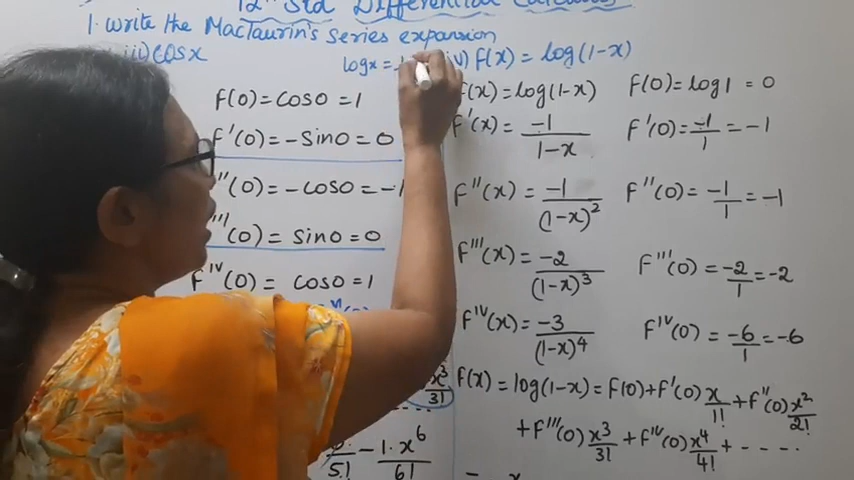 12th Std Differential Calculus
1. Write the MacTaurin's Series expansion
iii) cosx
logx = iv) F(x) = log(1-x)
F(0) = cos0 = 1
F'(0) = -Sin0 = 0
''(0) = -cos0 = -1
'''(0) = sin0 = 0
F^IV(0) = cos0 = 1
x^3/3!
5! - 1·x^6/6!
F(x) = log(1-x) F(0) = log1 = 0
F'(x) = -1/(1-x) F'(0) = -1/1 = -1
F''(x) = -1/(1-x)^2 F''(0) = -1/1 = -1
F'''(x) = -2/(1-x)^3 F'''(0) = -2/1 = -2
F^IV(x) = -3/(1-x)^4 F^IV(0) = -6/1 = -6
F(x) = log(1-x) = F(0) + F'(0) x/1! + F''(0) x^2/2!
+ F'''(0) x^3/3! + F^IV(0) x^4/4! + - - - -
- x